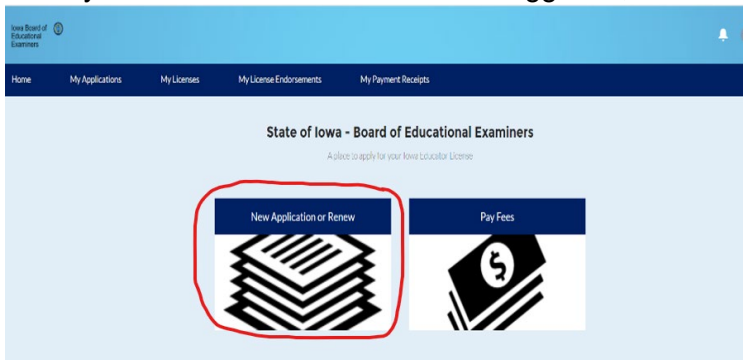 Iowa Board of
Educational
Examiners
Home My Applications My Licenses My License Endorsements My Payment Receipts
State of Iowa - Board of Educational Examiners
A place to apply for your Iowa Educator License
New Application or Renew Pay Fees
$